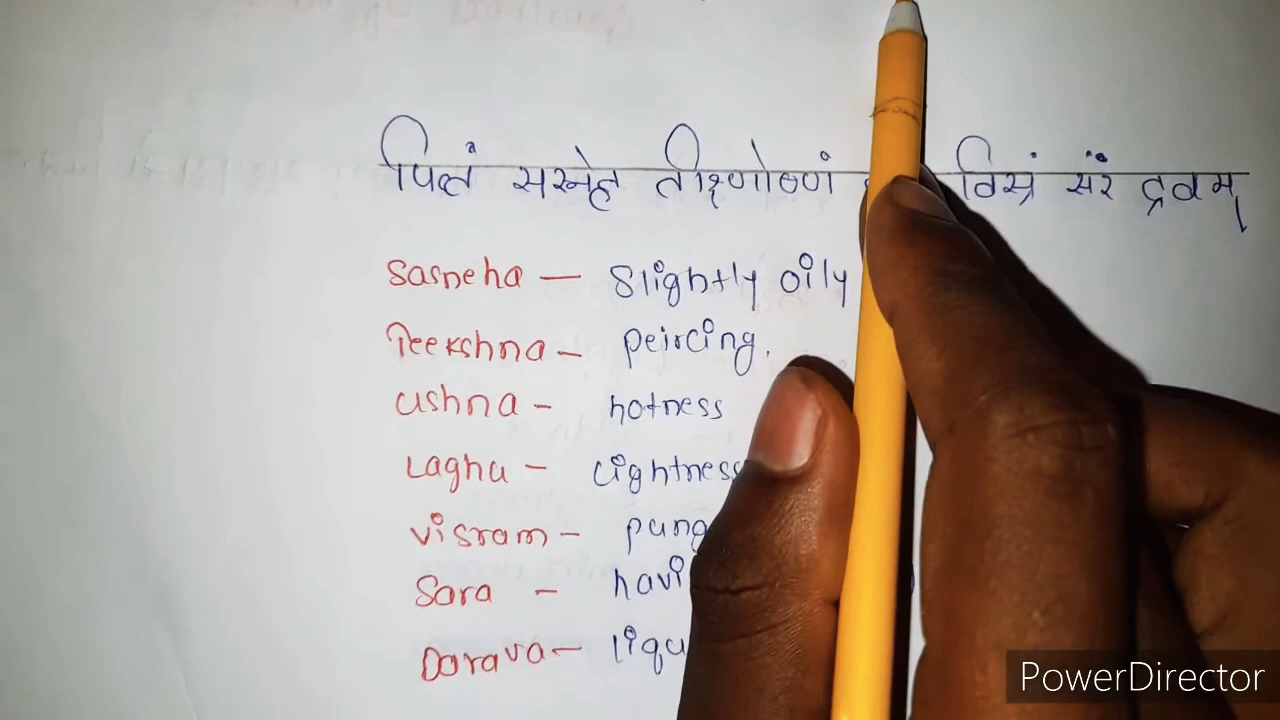 पित्तं सस्नेह तीक्ष्णोष्णं विस्रं सरं द्रवम्
Sasneha — Slightly oily
Teekshna – peircing.
ushna – hotness
Laghu – Lightness
Visram – pung
Sara – havi
Darava – liqu
PowerDirector